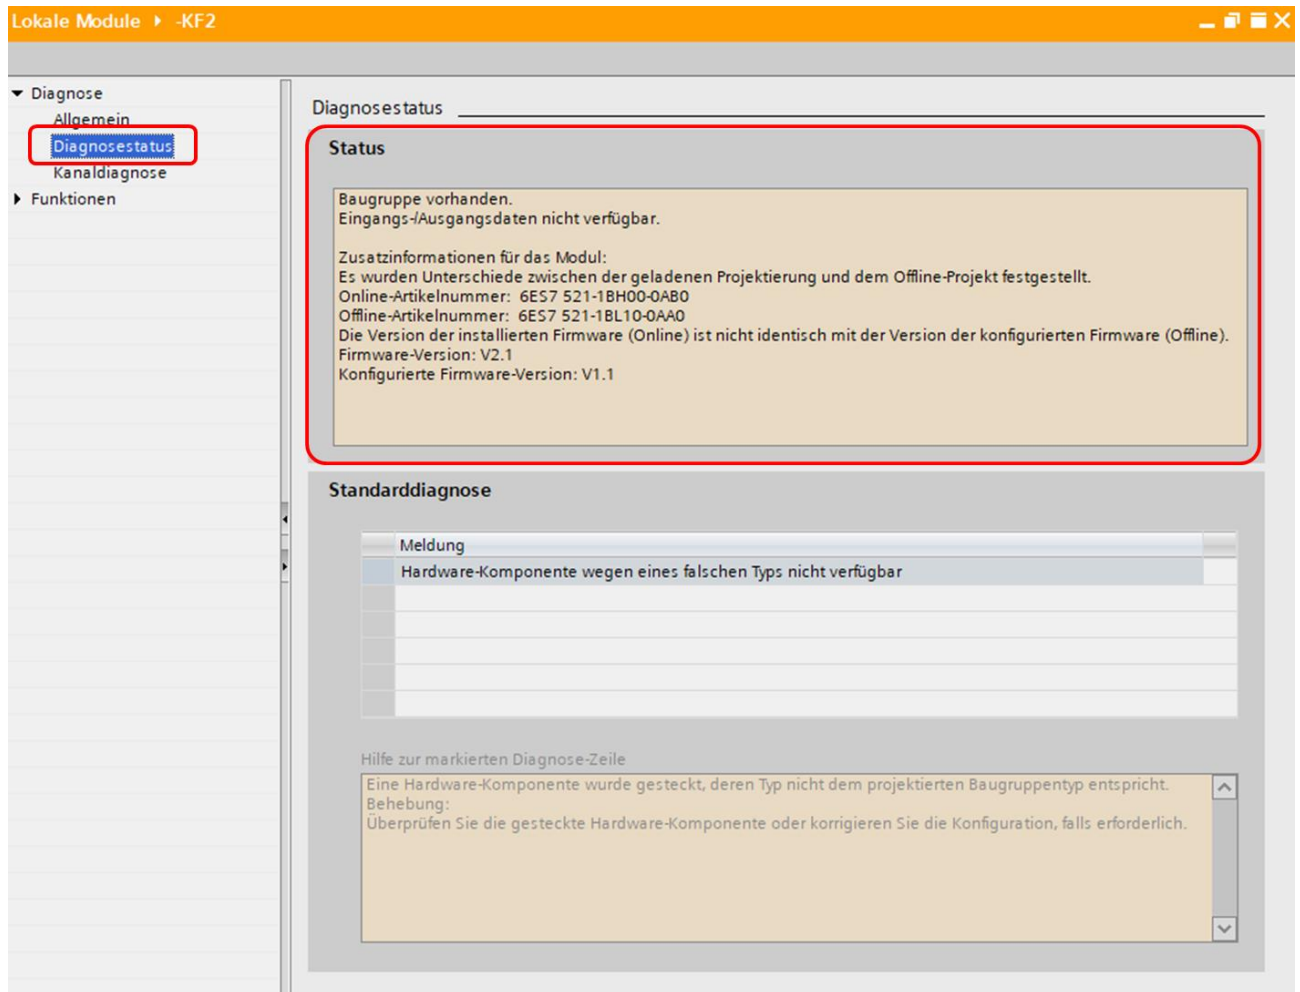 Lokale Module ▸ -KF2
Diagnose
Allgemein
Diagnosestatus
Kanaldiagnose
Funktionen
Diagnosestatus
Status
Baugruppe vorhanden.
Eingangs-/Ausgangsdaten nicht verfügbar.
Zusatzinformationen für das Modul:
Es wurden Unterschiede zwischen der geladenen Projektierung und dem Offline-Projekt festgestellt.
Online-Artikelnummer: 6ES7 521-1BH00-0AB0
Offline-Artikelnummer: 6ES7 521-1BL10-0AA0
Die Version der installierten Firmware (Online) ist nicht identisch mit der Version der konfigurierten Firmware (Offline).
Firmware-Version: V2.1
Konfigurierte Firmware-Version: V1.1
Standarddiagnose
Meldung
Hardware-Komponente wegen eines falschen Typs nicht verfügbar
Hilfe zur markierten Diagnose-Zeile
Eine Hardware-Komponente wurde gesteckt, deren Typ nicht dem projektierten Baugruppentyp entspricht.
Behebung:
Überprüfen Sie die gesteckte Hardware-Komponente oder korrigieren Sie die Konfiguration, falls erforderlich.